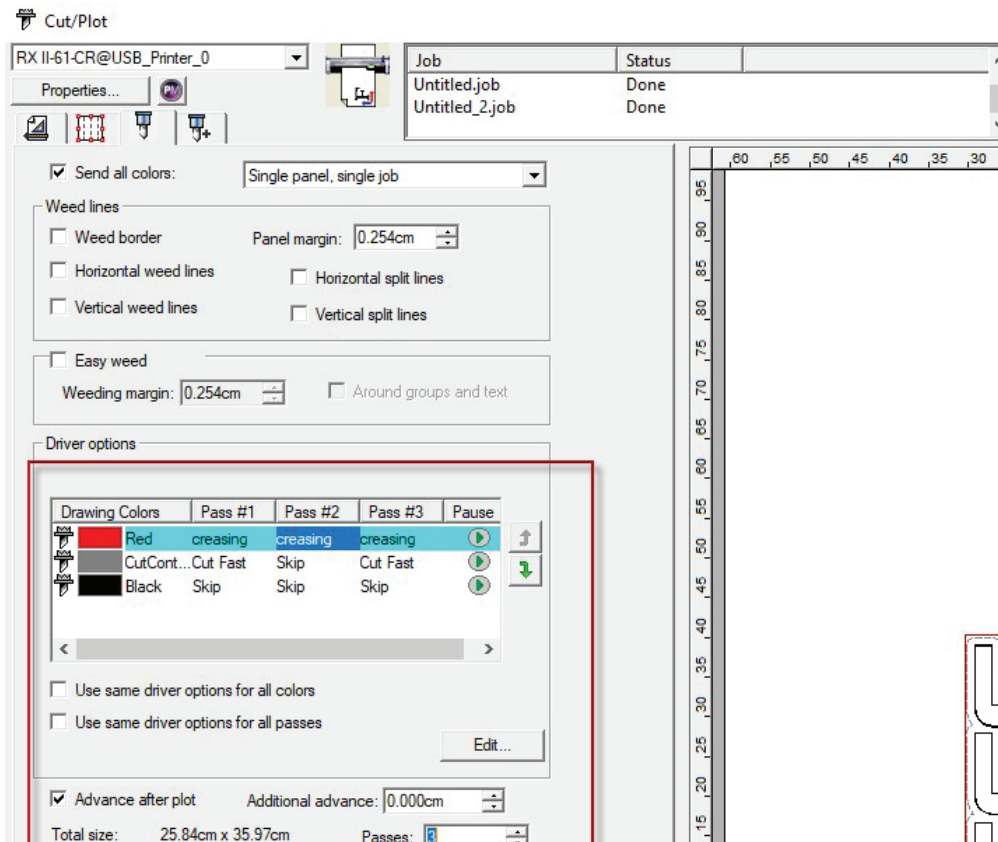 Cut/Plot
RX II-61-CR@USB_Printer_0
Properties...
PM
Job Status
Untitled.job Done
Untitled_2.job Done
Send all colors: Single panel, single job
Weed lines
Weed border Panel margin: 0.254cm
Horizontal weed lines Horizontal split lines
Vertical weed lines Vertical split lines
Easy weed
Weeding margin: 0.254cm Around groups and text
Driver options
Drawing Colors Pass #1 Pass #2 Pass #3 Pause
Red creasing creasing creasing
CutCont... Cut Fast Skip Cut Fast
Black Skip Skip Skip
Use same driver options for all colors
Use same driver options for all passes
Edit...
Advance after plot Additional advance: 0.000cm
Total size: 25.84cm x 35.97cm Passes: 3
60 55 50 45 40 35 30
95
90
85
80
75
70
65
60
55
50
45
40
35
30
25
20
15